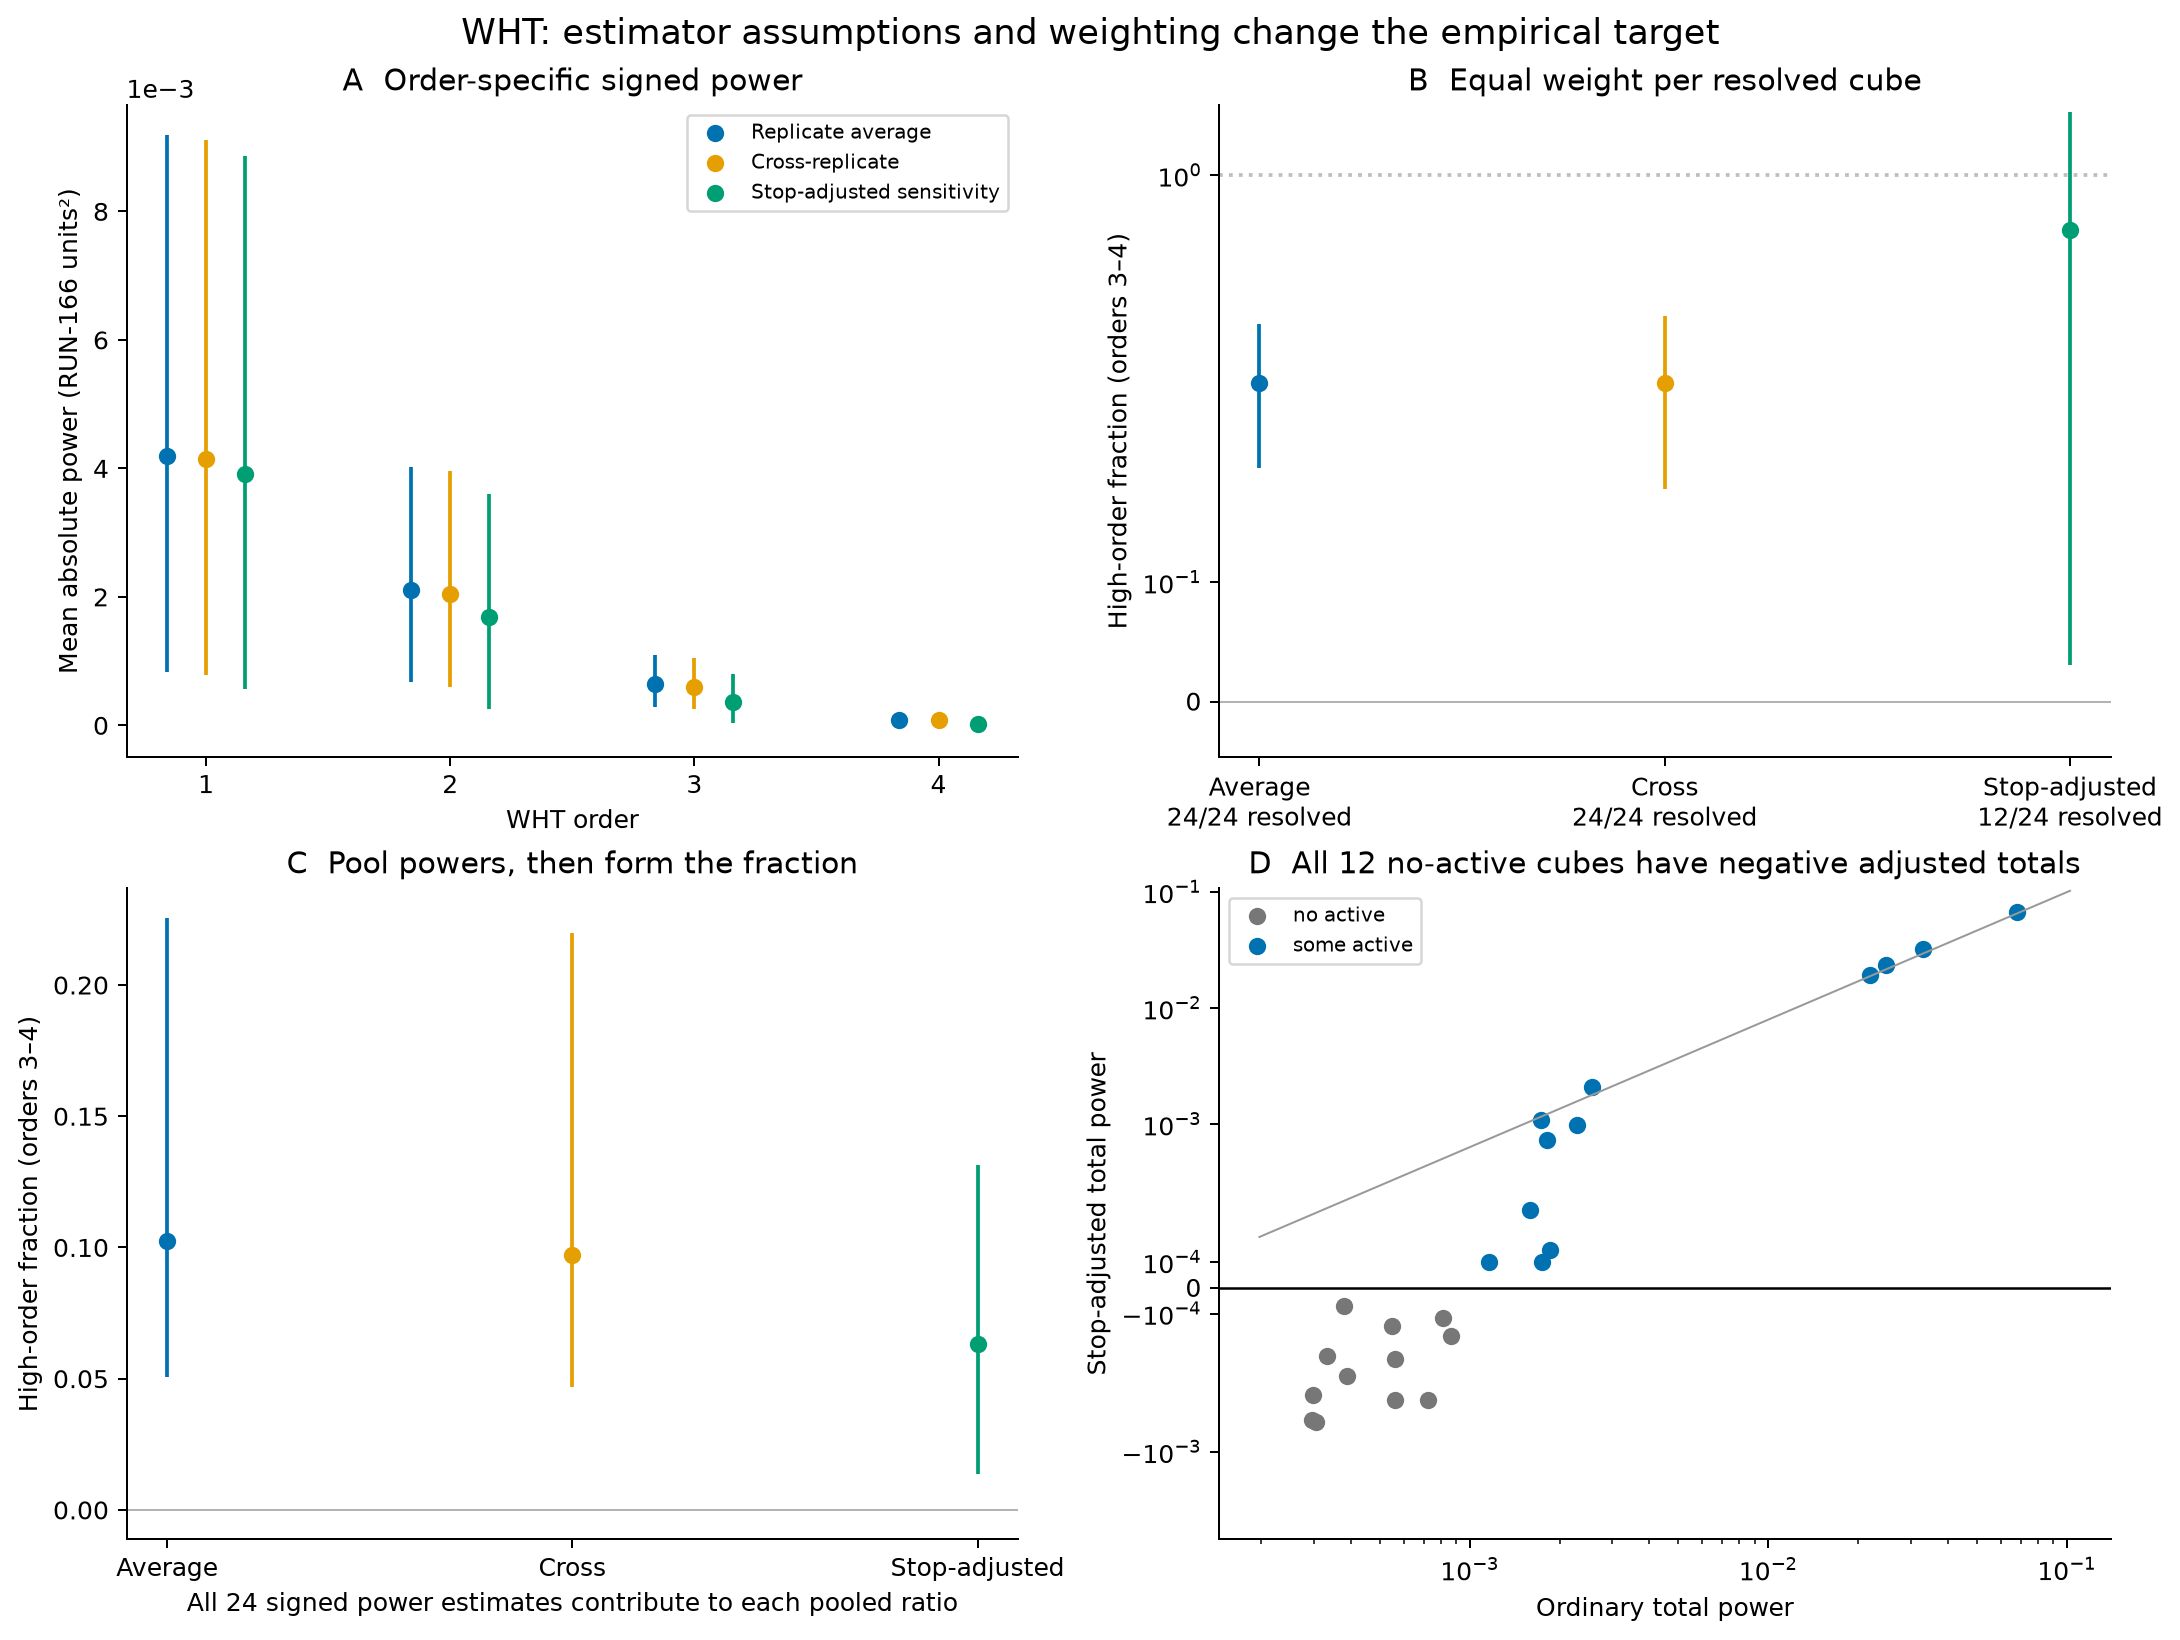 WHT: estimator assumptions and weighting change the empirical target
A Order-specific signed power
1e−3
Mean absolute power (RUN-166 units²)
8
6
4
2
0
Replicate average
Cross-replicate
Stop-adjusted sensitivity
1 2 3 4
WHT order
B Equal weight per resolved cube
High-order fraction (orders 3–4)
10⁰
10⁻¹
0
Average Cross Stop-adjusted
24/24 resolved 24/24 resolved 12/24 resolved
C Pool powers, then form the fraction
High-order fraction (orders 3–4)
0.20
0.15
0.10
0.05
0.00
Average Cross Stop-adjusted
All 24 signed power estimates contribute to each pooled ratio
D All 12 no-active cubes have negative adjusted totals
Stop-adjusted total power
10⁻¹
10⁻²
10⁻³
10⁻⁴
0
−10⁻⁴
−10⁻³
no active
some active
10⁻³ 10⁻² 10⁻¹
Ordinary total power